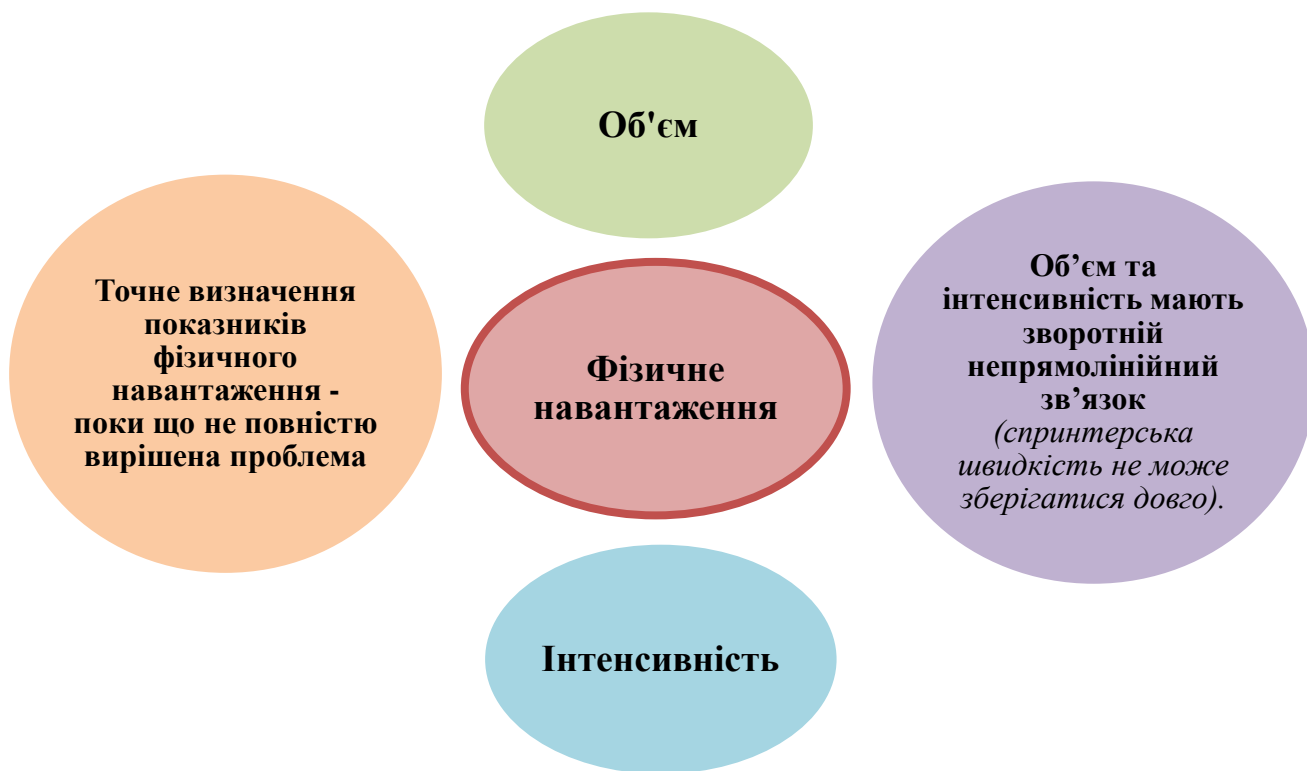 Об'єм
Точне визначення
показників
фізичного
навантаження -
поки що не повністю
вирішена проблема
Фізичне
навантаження
Об’єм та
інтенсивність мають
зворотній
непрямолінійний
зв’язок
(спринтерська
швидкість не може
зберігатися довго).
Інтенсивність